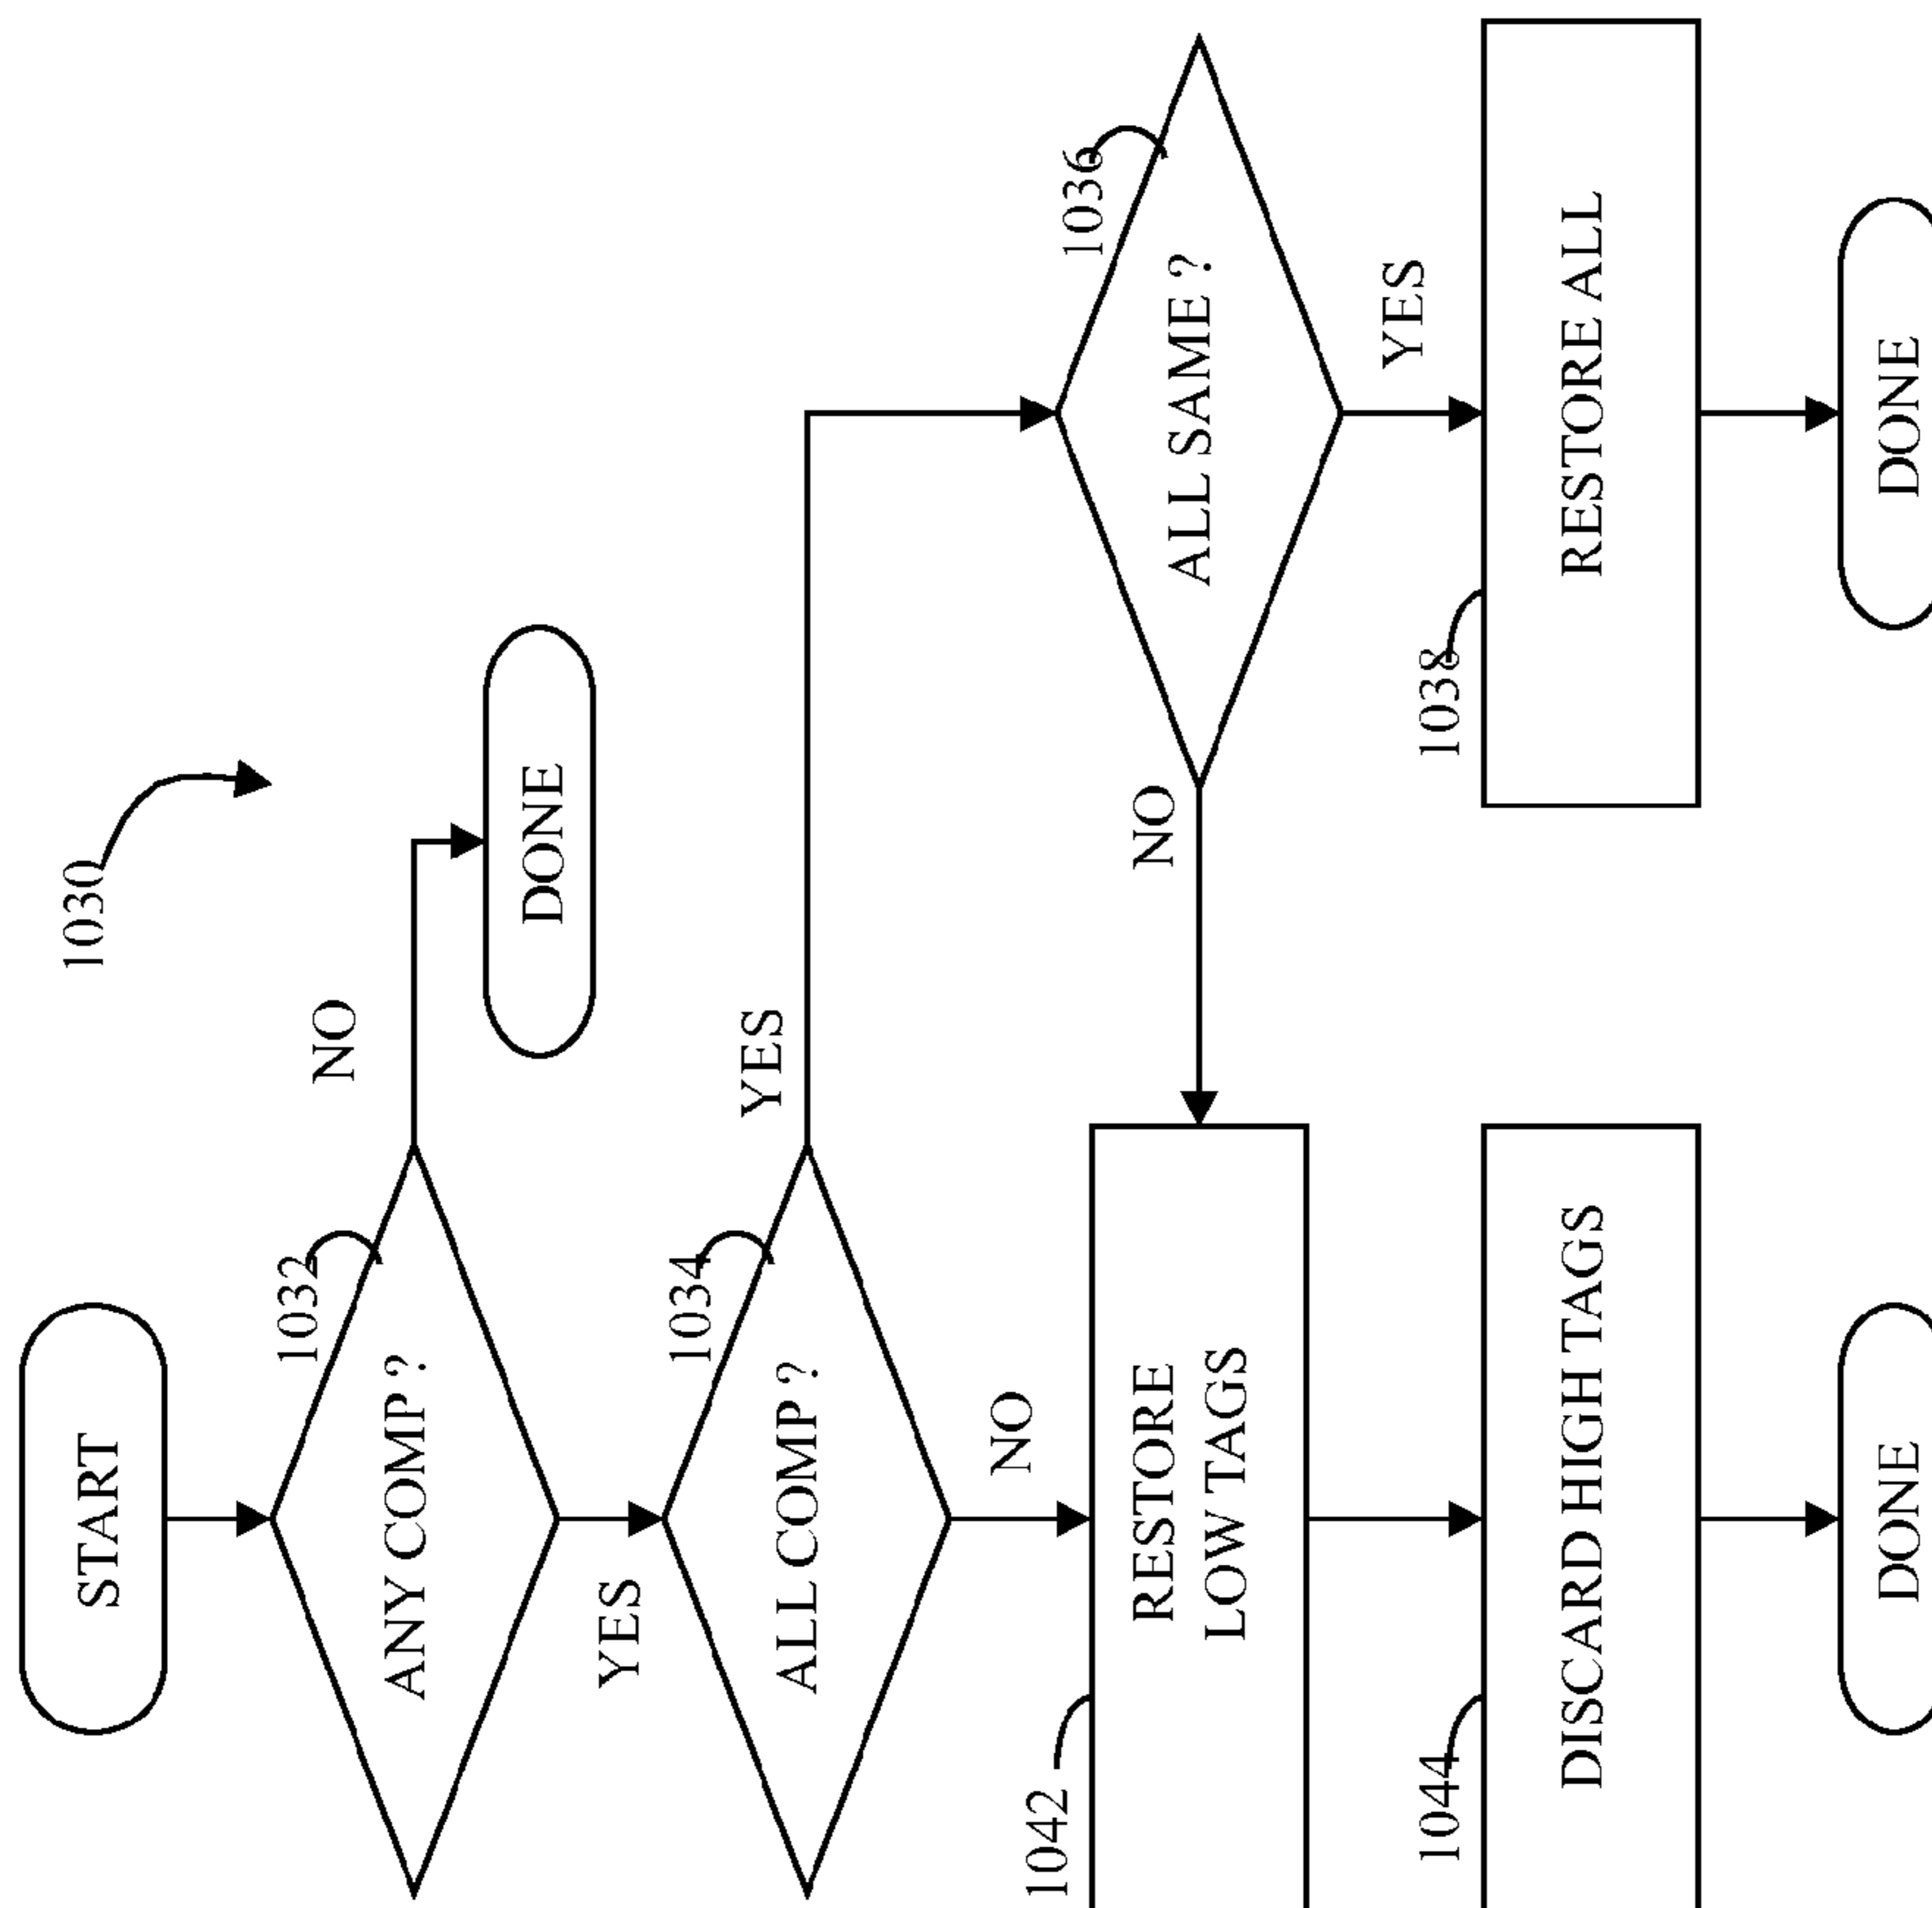 START
1030
1032
ANY COMP ?
NO
DONE
YES
1034
ALL COMP ?
YES
NO
1036
ALL SAME ?
NO
YES
1042
RESTORE
LOW TAGS
1038
RESTORE ALL
1044
DISCARD HIGH TAGS
DONE
DONE